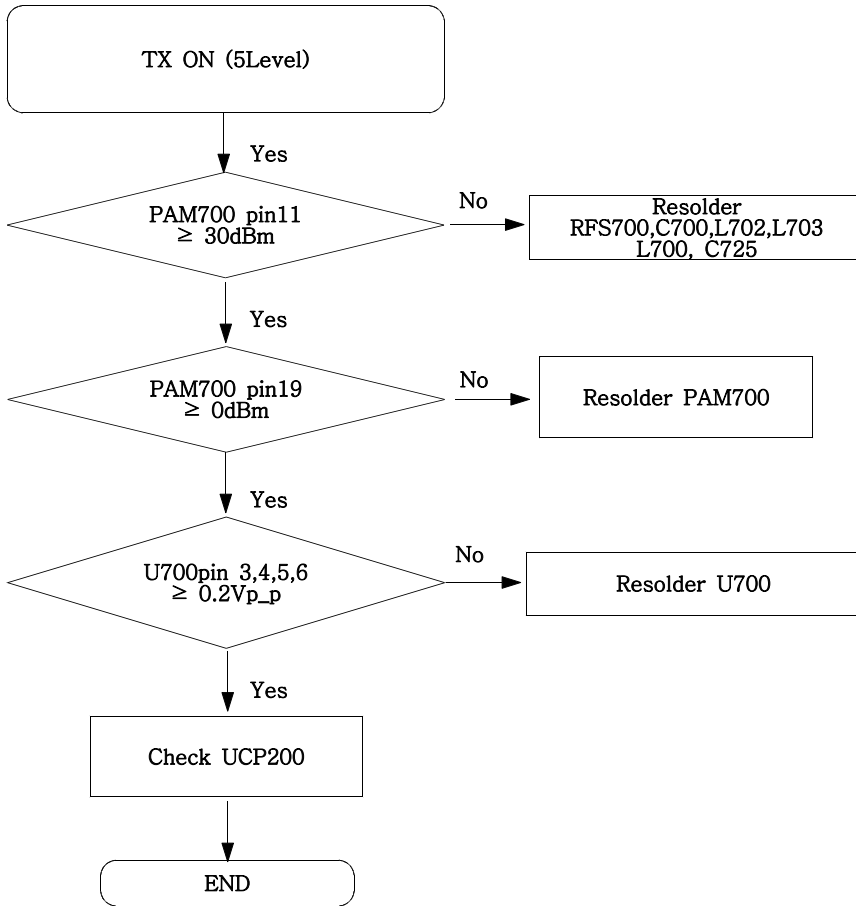 TX ON (5Level)
Yes
PAM700 pin11
≥ 30dBm
No
Resolder
RFS700,C700,L702,L703
L700, C725
Yes
PAM700 pin19
≥ 0dBm
No
Resolder PAM700
Yes
U700pin 3,4,5,6
≥ 0.2Vp_p
No
Resolder U700
Yes
Check UCP200
END